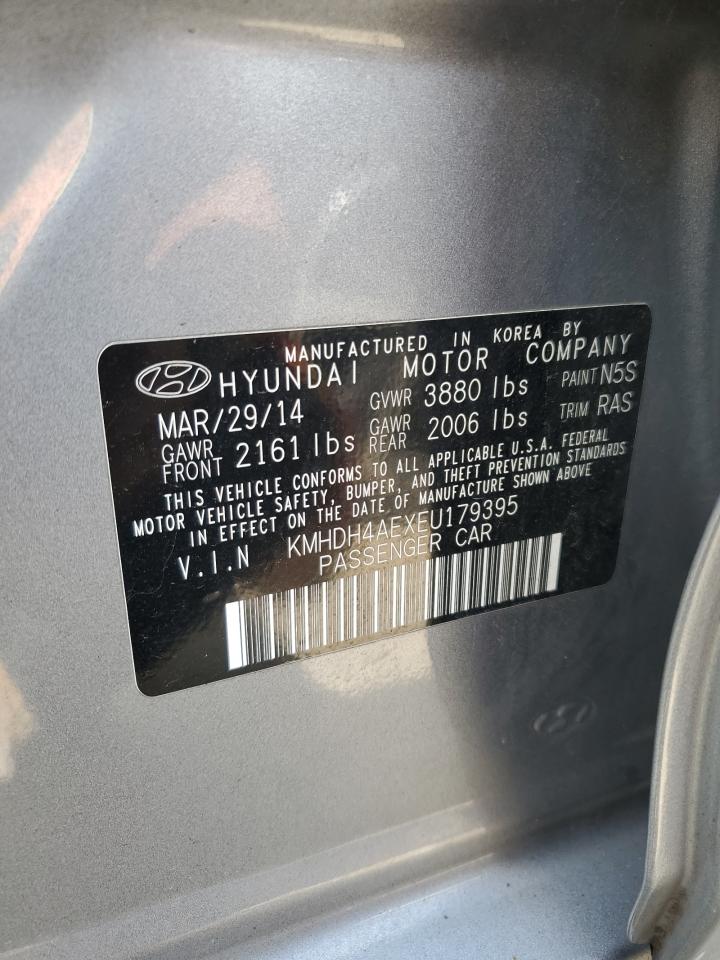 MANUFACTURED IN KOREA BY
HYUNDAI MOTOR COMPANY
MAR/29/14 GVWR 3880 lbs PAINT N5S
GAWR FRONT 2161 lbs GAWR REAR 2006 lbs TRIM RAS
THIS VEHICLE CONFORMS TO ALL APPLICABLE U.S.A. FEDERAL
MOTOR VEHICLE SAFETY, BUMPER, AND THEFT PREVENTION STANDARDS
IN EFFECT ON THE DATE OF MANUFACTURE SHOWN ABOVE
V.I.N KMHDH4AEXEU179395
PASSENGER CAR